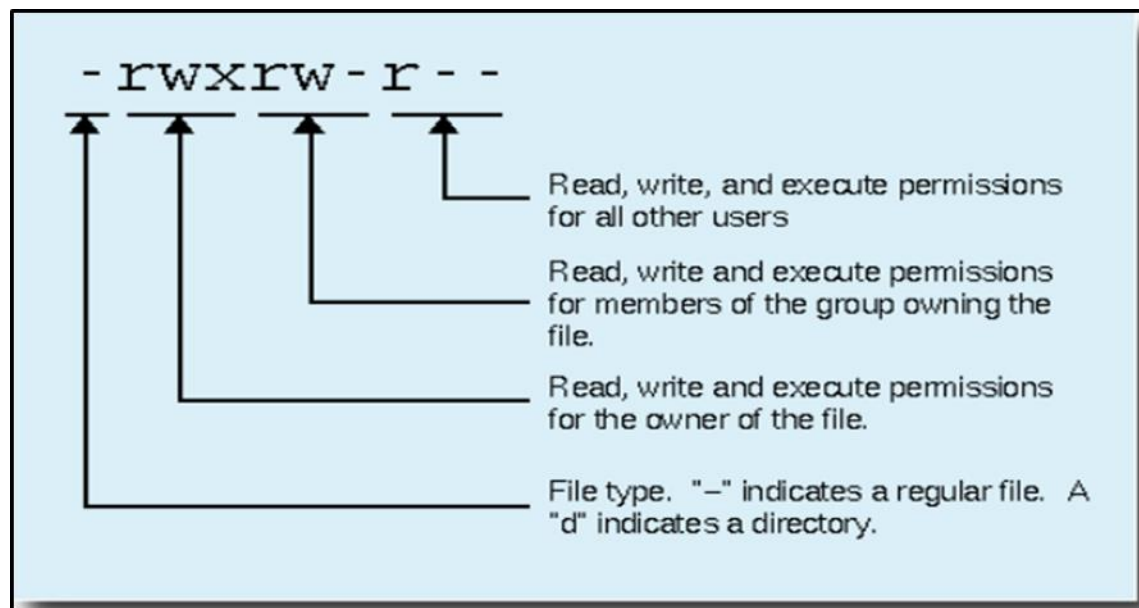 -rwxrw-r--
Read, write, and execute permissions
for all other users
Read, write and execute permissions
for members of the group owning the
file.
Read, write and execute permissions
for the owner of the file.
File type. "-" indicates a regular file. A
"d" indicates a directory.